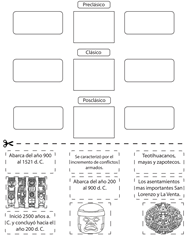 Preclásico
Clásico
Posclásico
Abarca del año 900
al 1521 d. C.
Se caracterizó por el
incremento de conflictos
armados.
Teotihuacanos,
mayas y zapotecos.
Abarca del año 200
al 900 d. C.
Los asentamientos
mas importantes San
Lorenzo y La Venta.
Inició 2500 años a.
C. y concluyó hacia el
año 200 d. C.